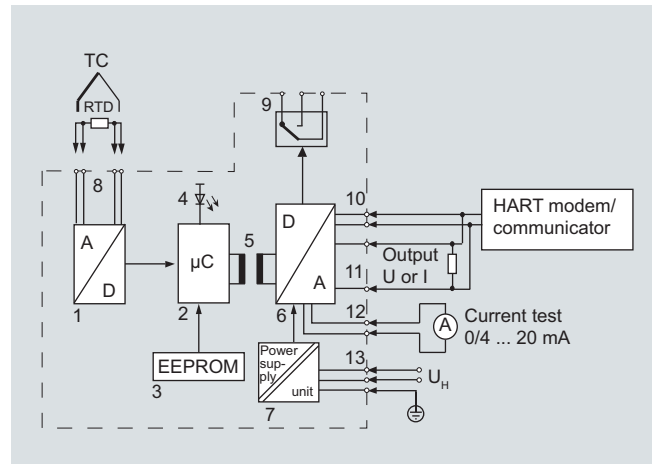 TC
RTD
8
A
D
1
4
µC
2
5
EEPROM
3
9
D
A
6
Power
sup-
ply
unit
7
10
HART modem/
communicator
Output
U or I
11
12
A
Current test
0/4 ... 20 mA
13
UH